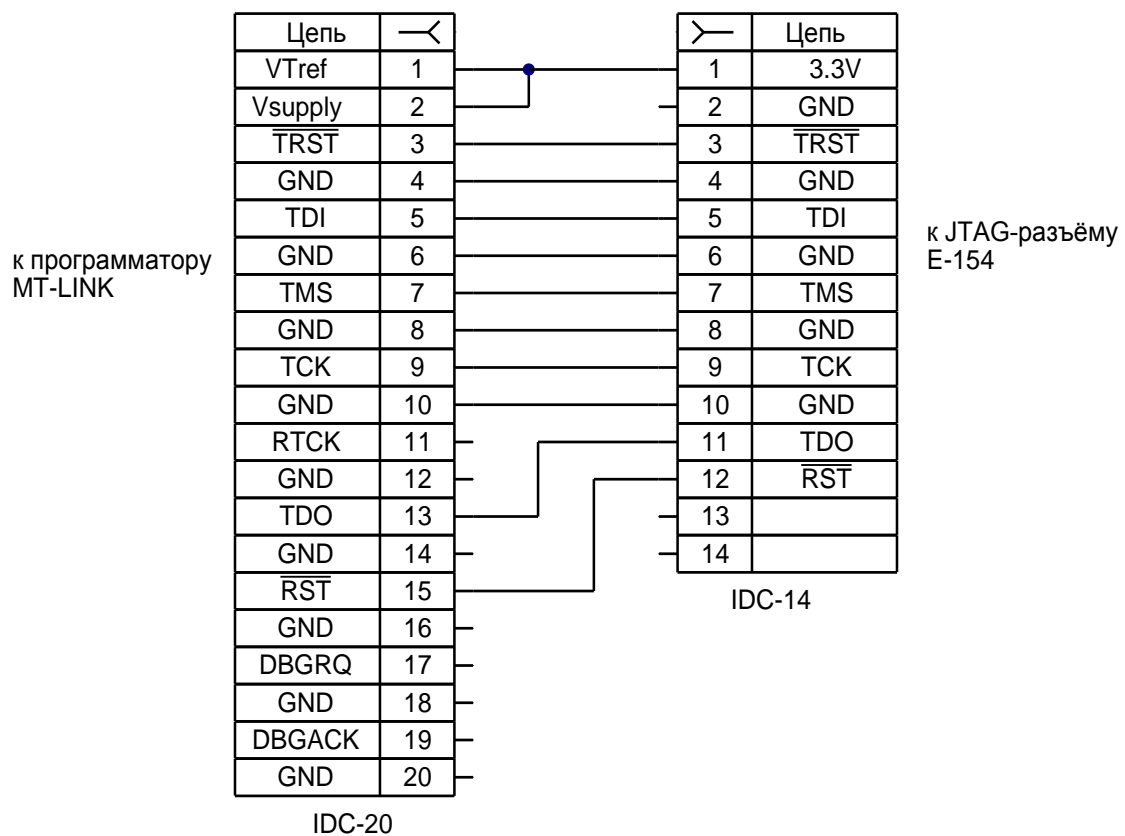 Цепь
VTref 1
Vsupply 2
TRST 3
GND 4
TDI 5
GND 6
TMS 7
GND 8
TCK 9
GND 10
RTCK 11
GND 12
TDO 13
GND 14
RST 15
GND 16
DBGRQ 17
GND 18
DBGACK 19
GND 20
IDC-20
к программатору
MT-LINK
Цепь
1 3.3V
2 GND
3 TRST
4 GND
5 TDI
6 GND
7 TMS
8 GND
9 TCK
10 GND
11 TDO
12 RST
13
14
IDC-14
к JTAG-разъёму
E-154